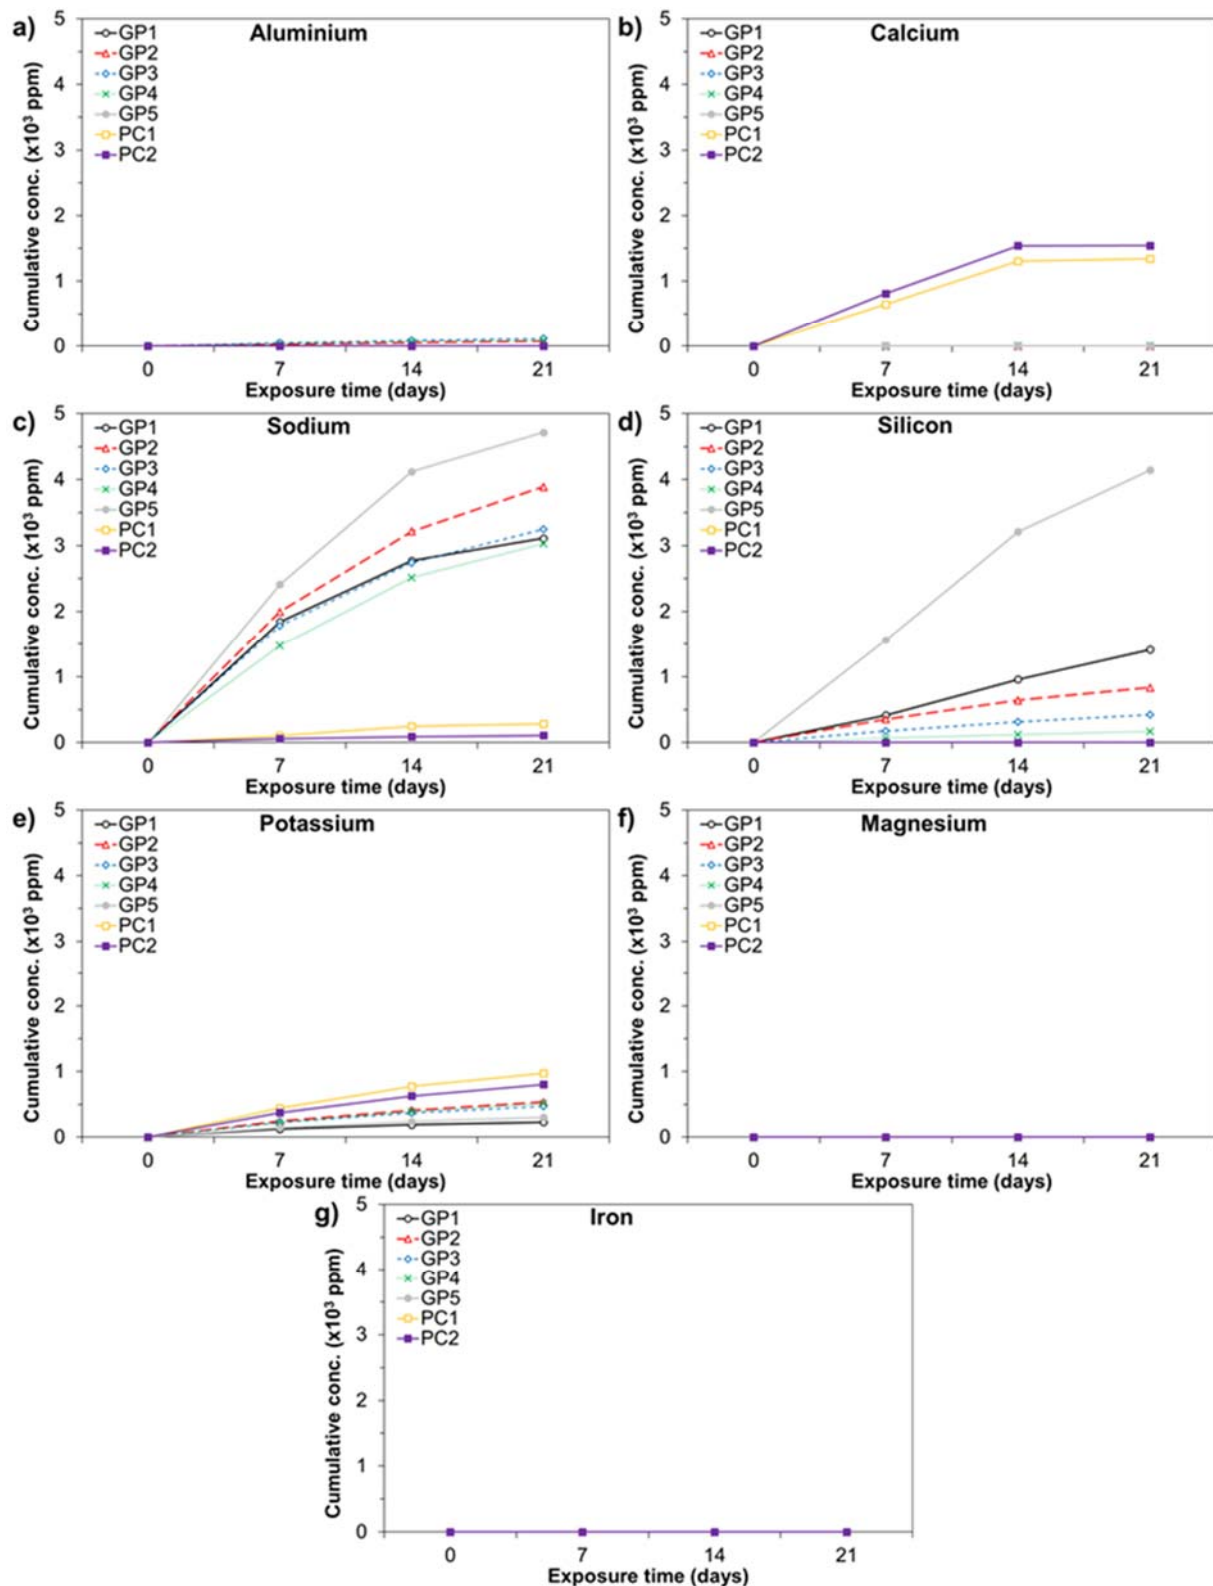 a) Aluminium
GP1
GP2
GP3
GP4
GP5
PC1
PC2
5
4
3
2
1
0
Cumulative conc. (x10³ ppm)
0 7 14 21
Exposure time (days)
b) Calcium
GP1
GP2
GP3
GP4
GP5
PC1
PC2
5
4
3
2
1
0
Cumulative conc. (x10³ ppm)
0 7 14 21
Exposure time (days)
c) Sodium
GP1
GP2
GP3
GP4
GP5
PC1
PC2
5
4
3
2
1
0
Cumulative conc. (x10³ ppm)
0 7 14 21
Exposure time (days)
d) Silicon
GP1
GP2
GP3
GP4
GP5
PC1
PC2
5
4
3
2
1
0
Cumulative conc. (x10³ ppm)
0 7 14 21
Exposure time (days)
e) Potassium
GP1
GP2
GP3
GP4
GP5
PC1
PC2
5
4
3
2
1
0
Cumulative conc. (x10³ ppm)
0 7 14 21
Exposure time (days)
f) Magnesium
GP1
GP2
GP3
GP4
GP5
PC1
PC2
5
4
3
2
1
0
Cumulative conc. (x10³ ppm)
0 7 14 21
Exposure time (days)
g) Iron
GP1
GP2
GP3
GP4
GP5
PC1
PC2
5
4
3
2
1
0
Cumulative conc. (x10³ ppm)
0 7 14 21
Exposure time (days)